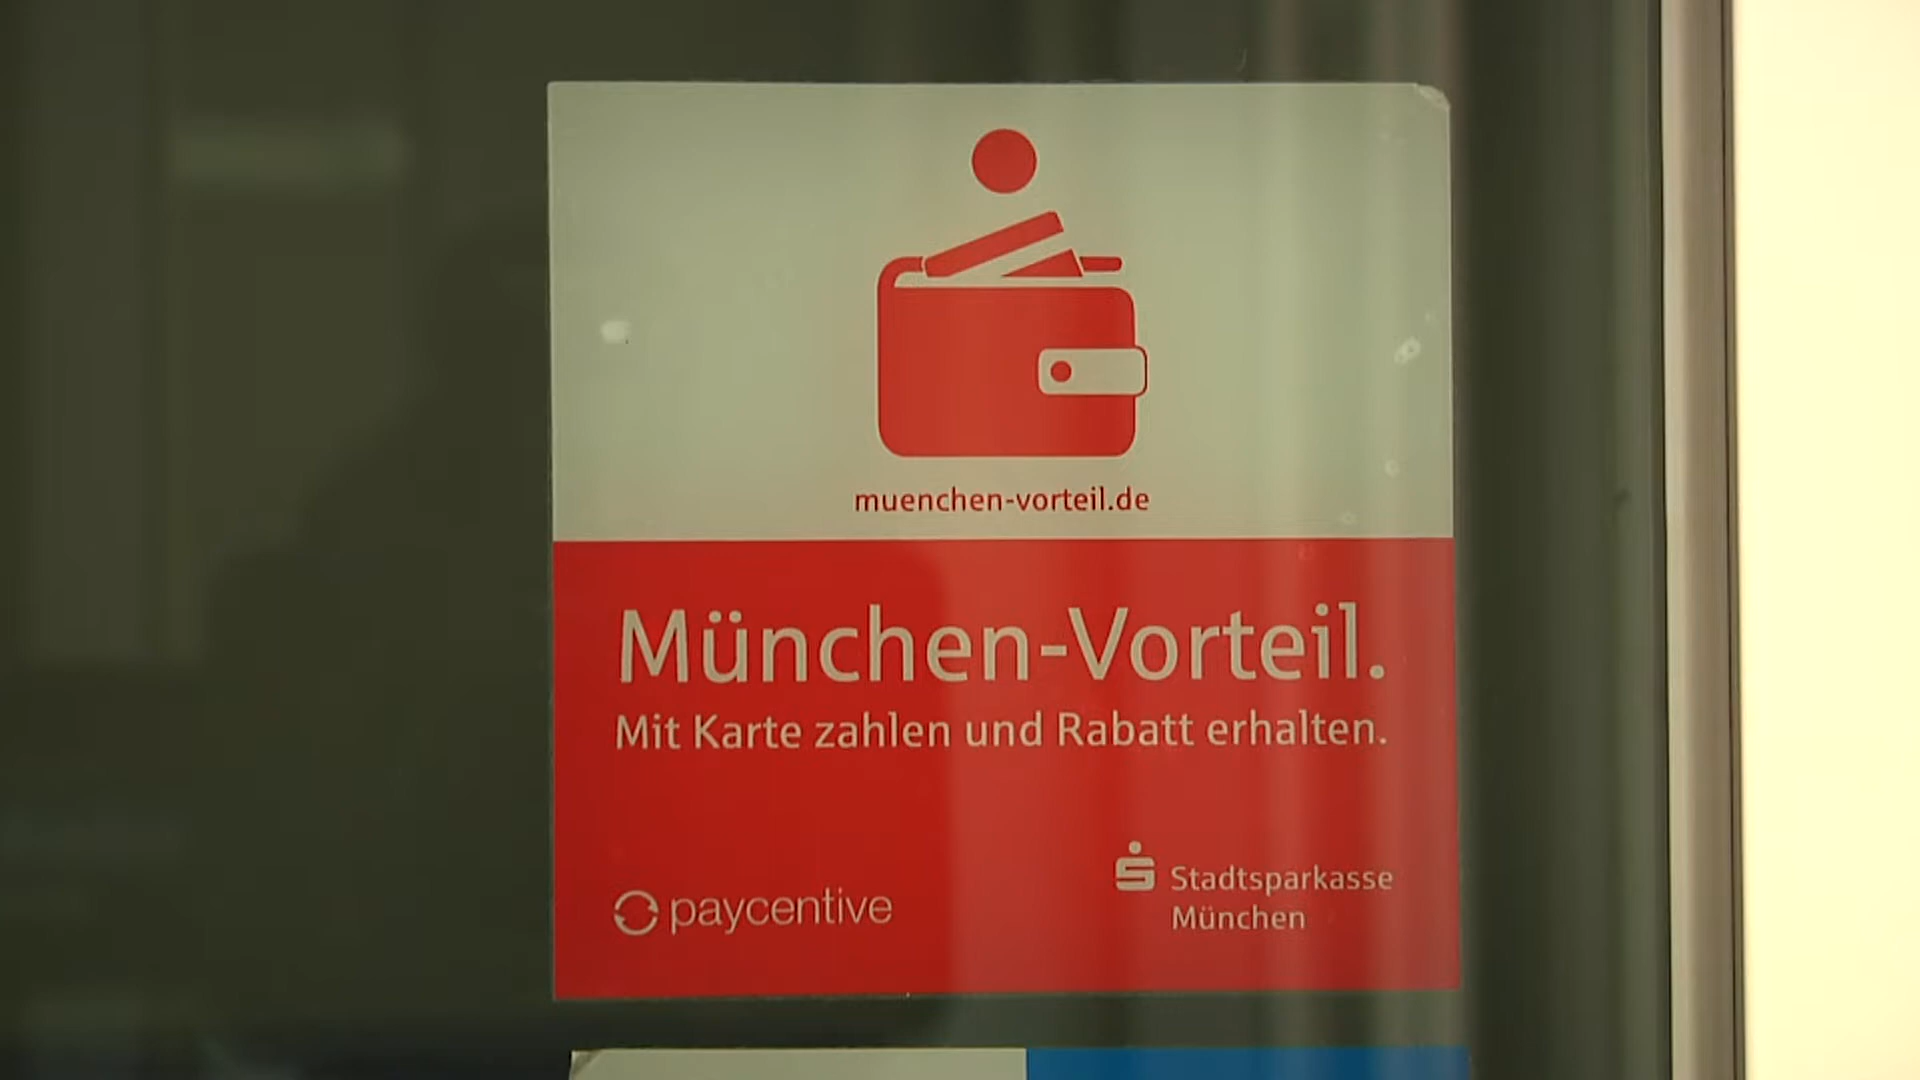 muenchen-vorteil.de
München-Vorteil.
Mit Karte zahlen und Rabatt erhalten.
paycentive
Stadtsparkasse
München